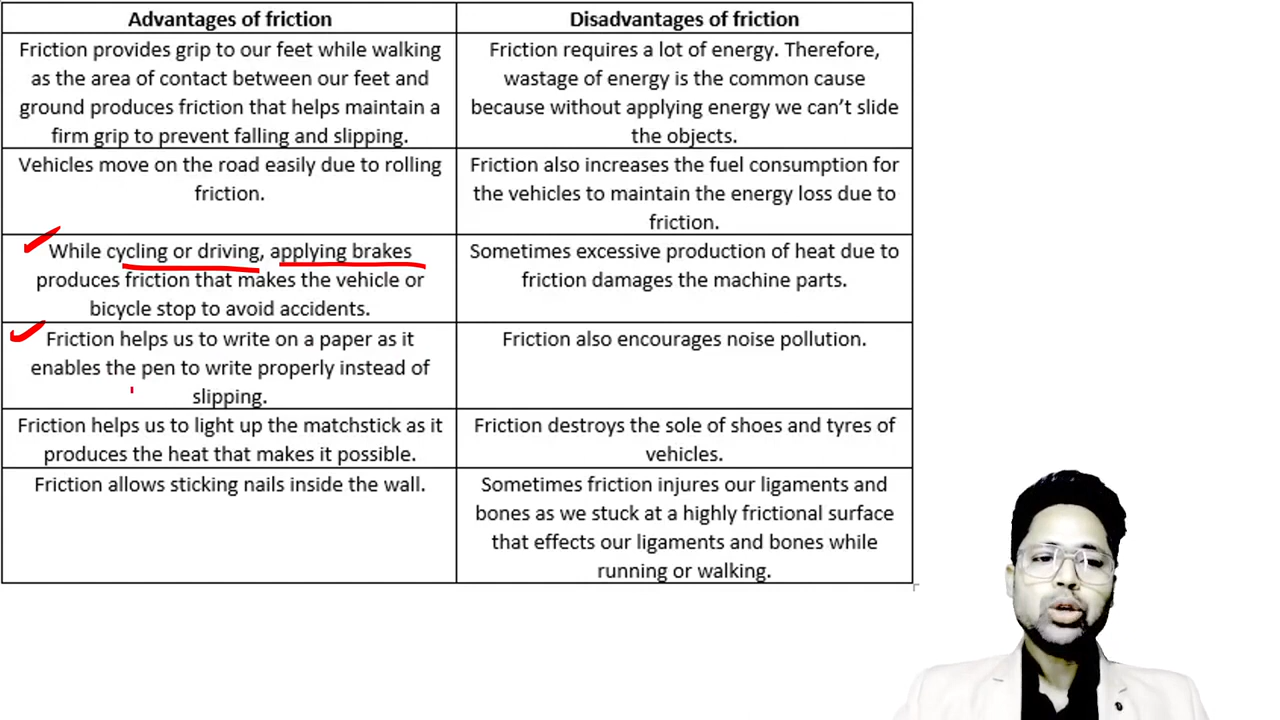 Advantages of friction
Disadvantages of friction
Friction provides grip to our feet while walking
as the area of contact between our feet and
ground produces friction that helps maintain a
firm grip to prevent falling and slipping.
Friction requires a lot of energy. Therefore,
wastage of energy is the common cause
because without applying energy we can’t slide
the objects.
Vehicles move on the road easily due to rolling
friction.
Friction also increases the fuel consumption for
the vehicles to maintain the energy loss due to
friction.
While cycling or driving, applying brakes
produces friction that makes the vehicle or
bicycle stop to avoid accidents.
Sometimes excessive production of heat due to
friction damages the machine parts.
Friction helps us to write on a paper as it
enables the pen to write properly instead of
slipping.
Friction also encourages noise pollution.
Friction helps us to light up the matchstick as it
produces the heat that makes it possible.
Friction destroys the sole of shoes and tyres of
vehicles.
Friction allows sticking nails inside the wall.
Sometimes friction injures our ligaments and
bones as we stuck at a highly frictional surface
that effects our ligaments and bones while
running or walking.